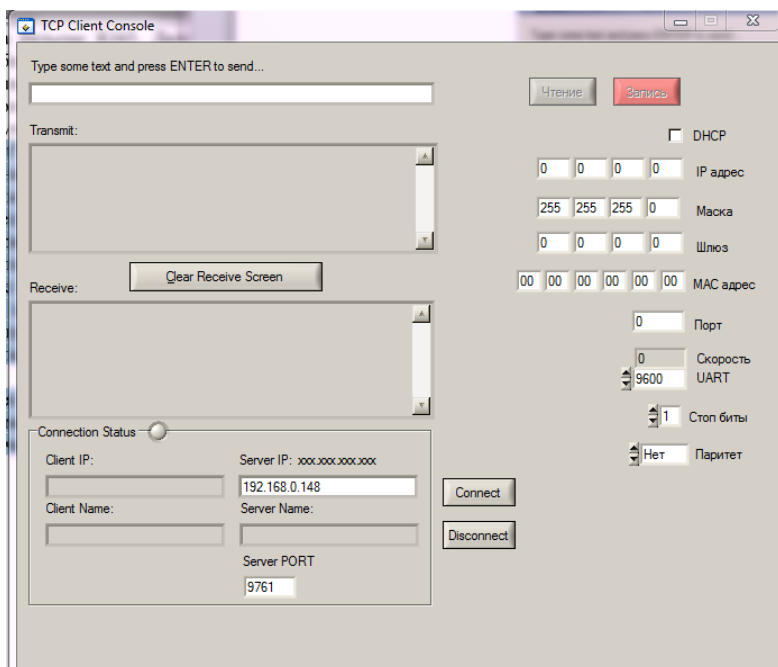 TCP Client Console
Type some text and press ENTER to send...
Чтение
Запись
Transmit:
DHCP
0 0 0 0 IP адрес
255 255 255 0 Маска
0 0 0 0 Шлюз
Clear Receive Screen
Receive:
00 00 00 00 00 00 MAC адрес
0 Порт
0 Скорость
9600 UART
1 Стоп биты
Нет Паритет
Connection Status
Client IP:
Server IP: xxx.xxx.xxx.xxx
192.168.0.148
Connect
Client Name:
Server Name:
Disconnect
Server PORT
9761